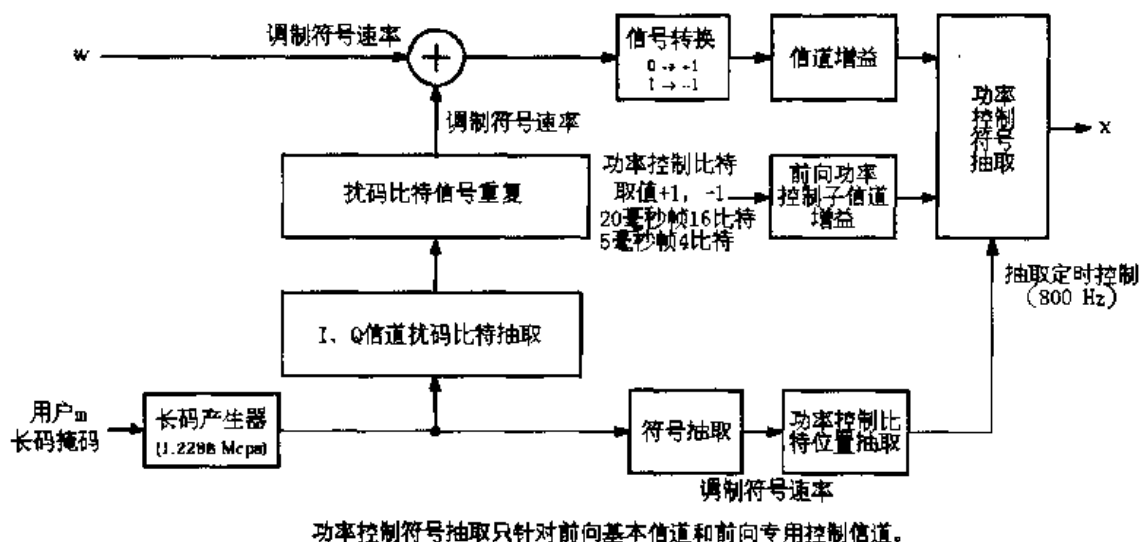 w
调制符号速率
信号转换
0 → +1
1 → -1
信道增益
功率
控制
符号
抽取
x
调制符号速率
扰码比特信号重复
功率控制比特
取值+1, -1
20毫秒帧16比特
5毫秒帧4比特
前向功率
控制子信道
增益
抽取定时控制
(800 Hz)
I、Q信道扰码比特抽取
用户m
长码掩码
长码产生器
(1.2288 Mcps)
符号抽取
功率控制比
特位置抽取
调制符号速率
功率控制符号抽取只针对前向基本信道和前向专用控制信道。